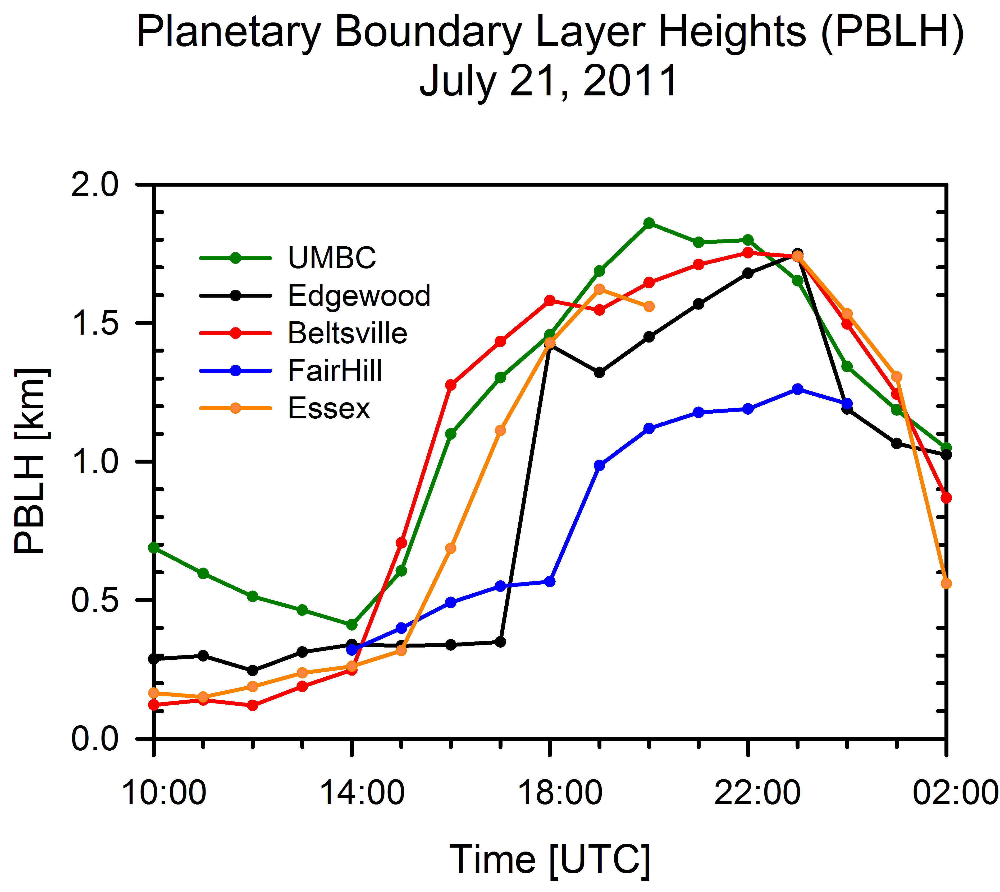 Planetary Boundary Layer Heights (PBLH)
July 21, 2011
2.0
1.5
1.0
0.5
0.0
PBLH [km]
UMBC
Edgewood
Beltsville
FairHill
Essex
10:00 14:00 18:00 22:00 02:00
Time [UTC]